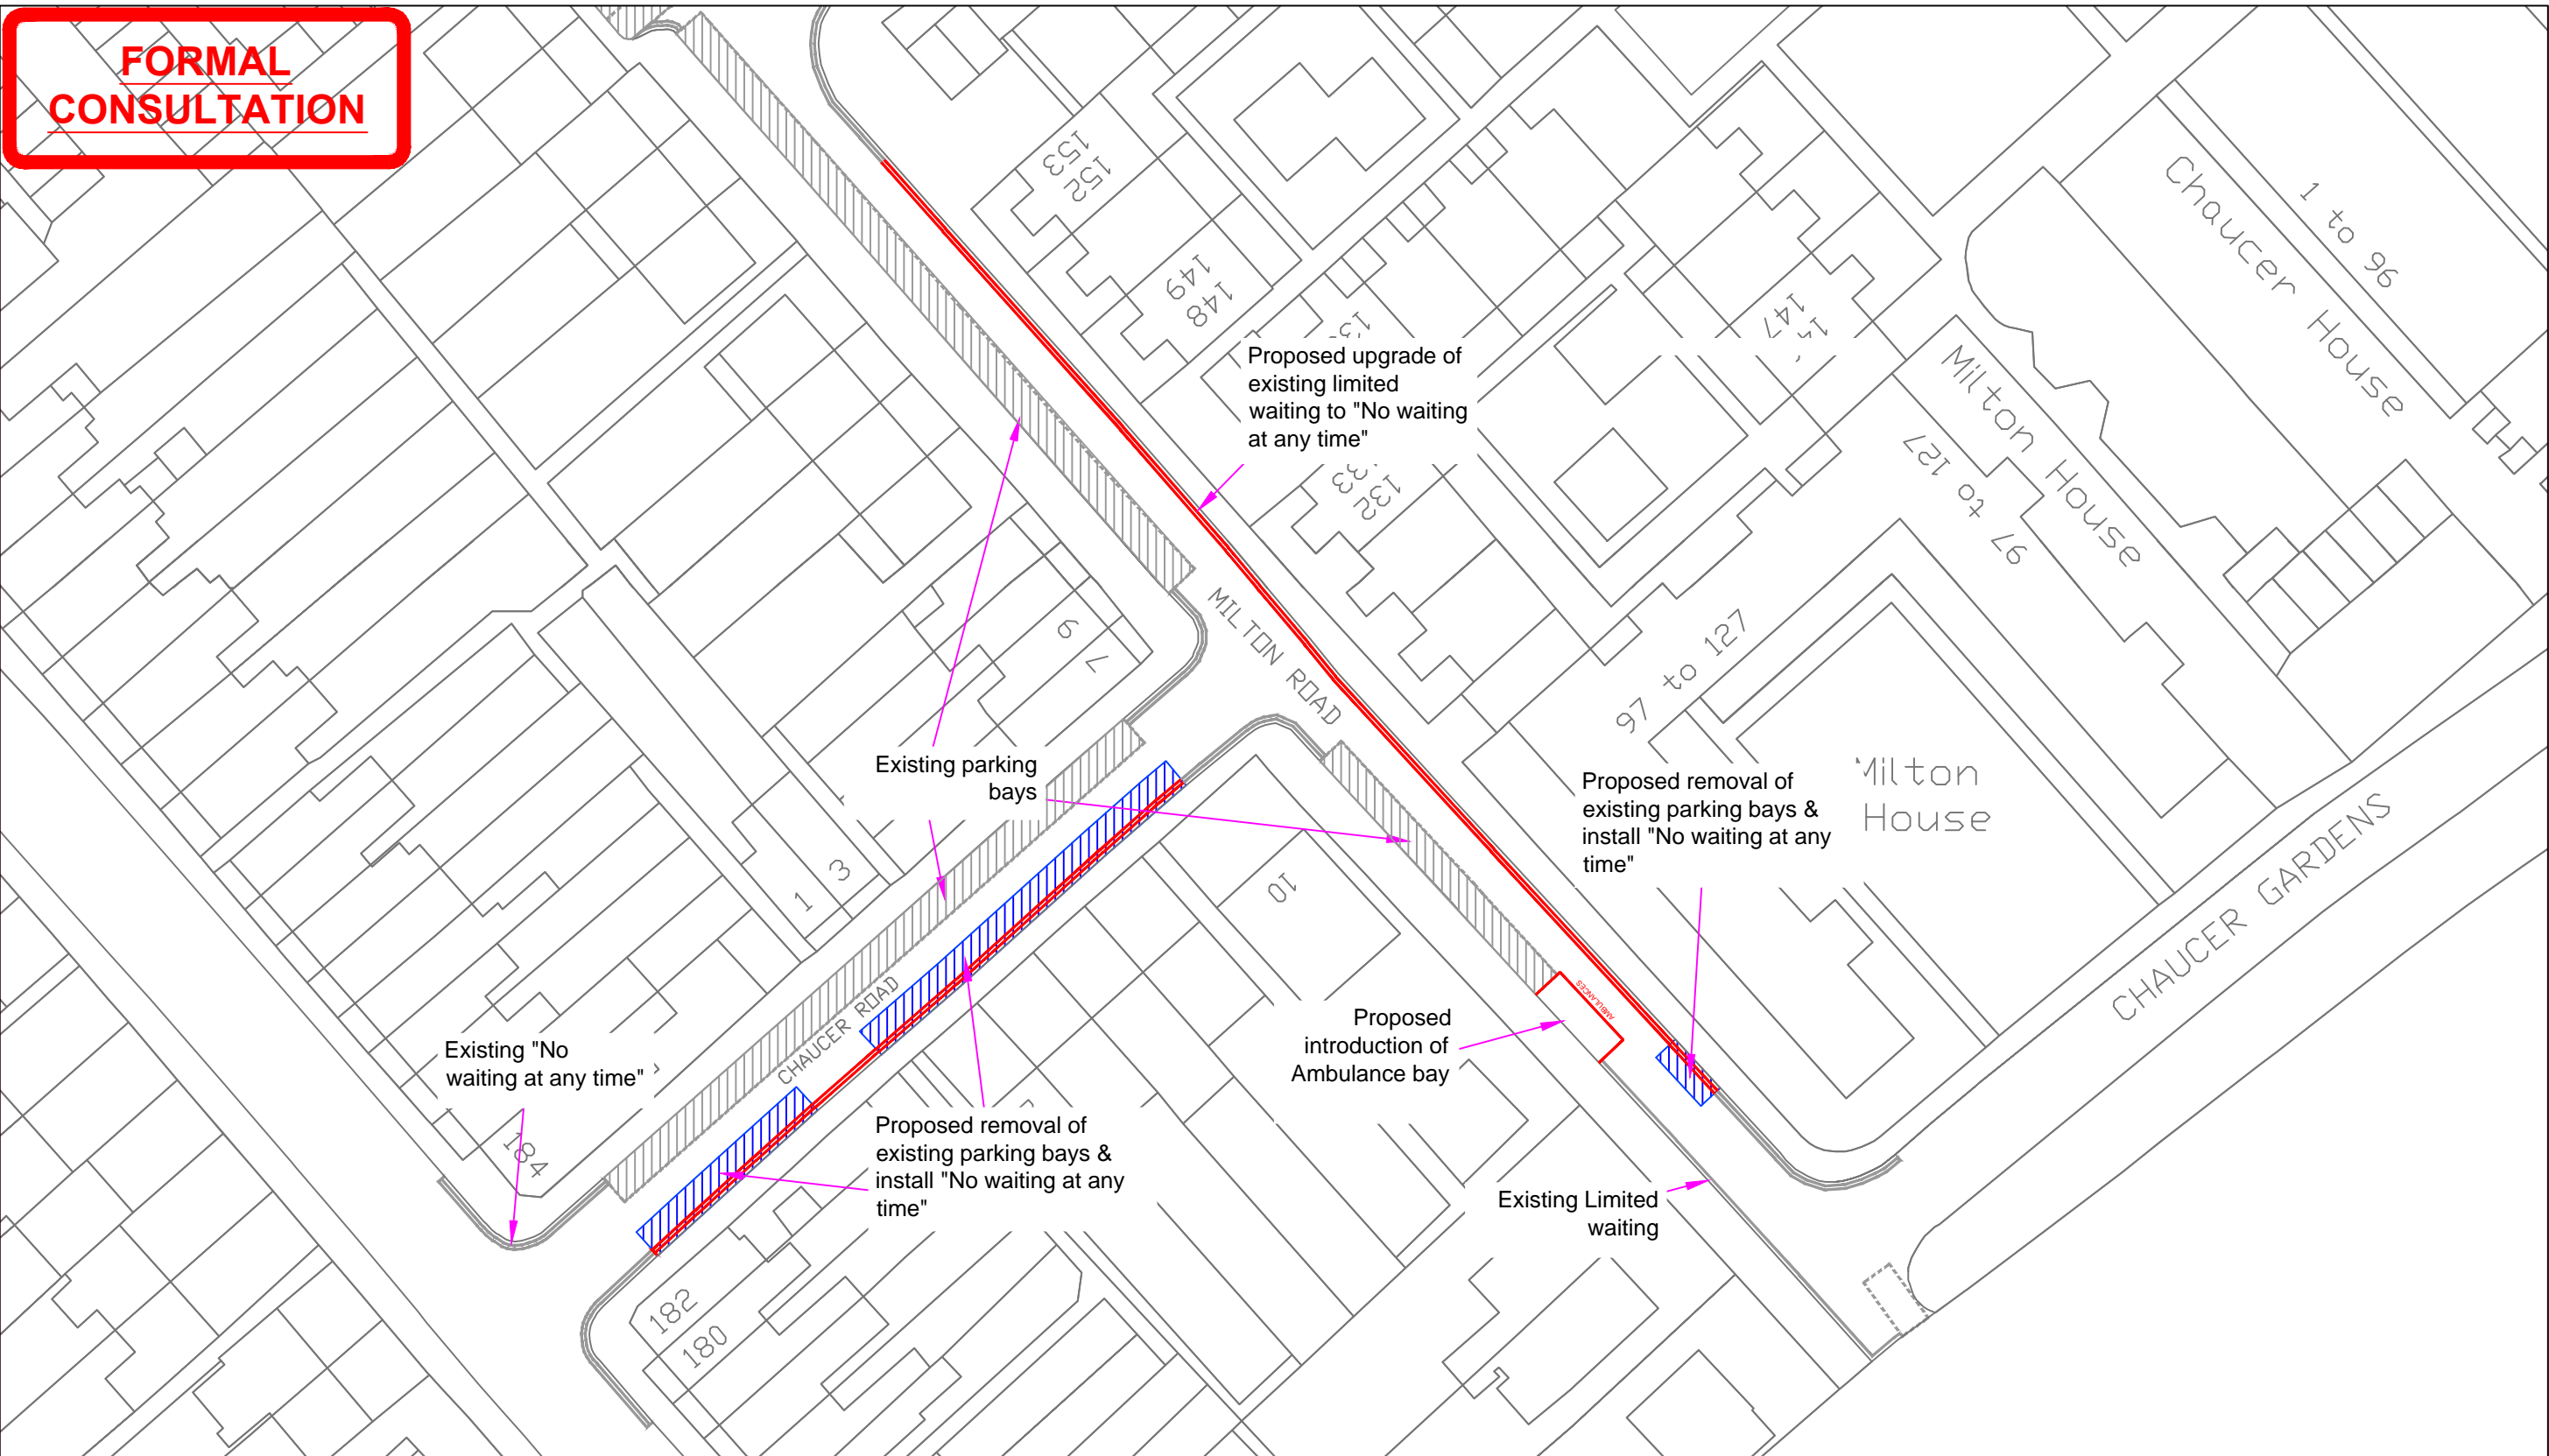 FORMAL
CONSULTATION
153
152
149
148
147
Chaucer House
1 to 96
Milton House
97 to 127
Proposed upgrade of
existing limited
waiting to "No waiting
at any time"
133
132
MILTON ROAD
97 to 127
Milton
House
9
7
Existing parking
bays
Proposed removal of
existing parking bays &
install "No waiting at any
time"
CHAUCER GARDENS
1
3
10
CHAUCER ROAD
AMBULANCES
Proposed
introduction of
Ambulance bay
Existing "No
waiting at any time"
184
Proposed removal of
existing parking bays &
install "No waiting at any
time"
Existing Limited
waiting
182
180